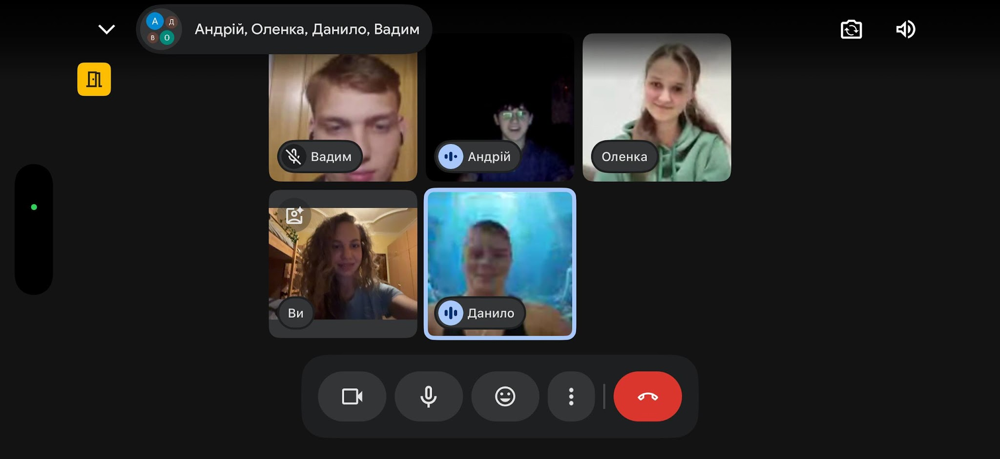 А Д
В О
Андрій, Оленка, Данило, Вадим
Вадим
Андрій
Оленка
Ви
Данило